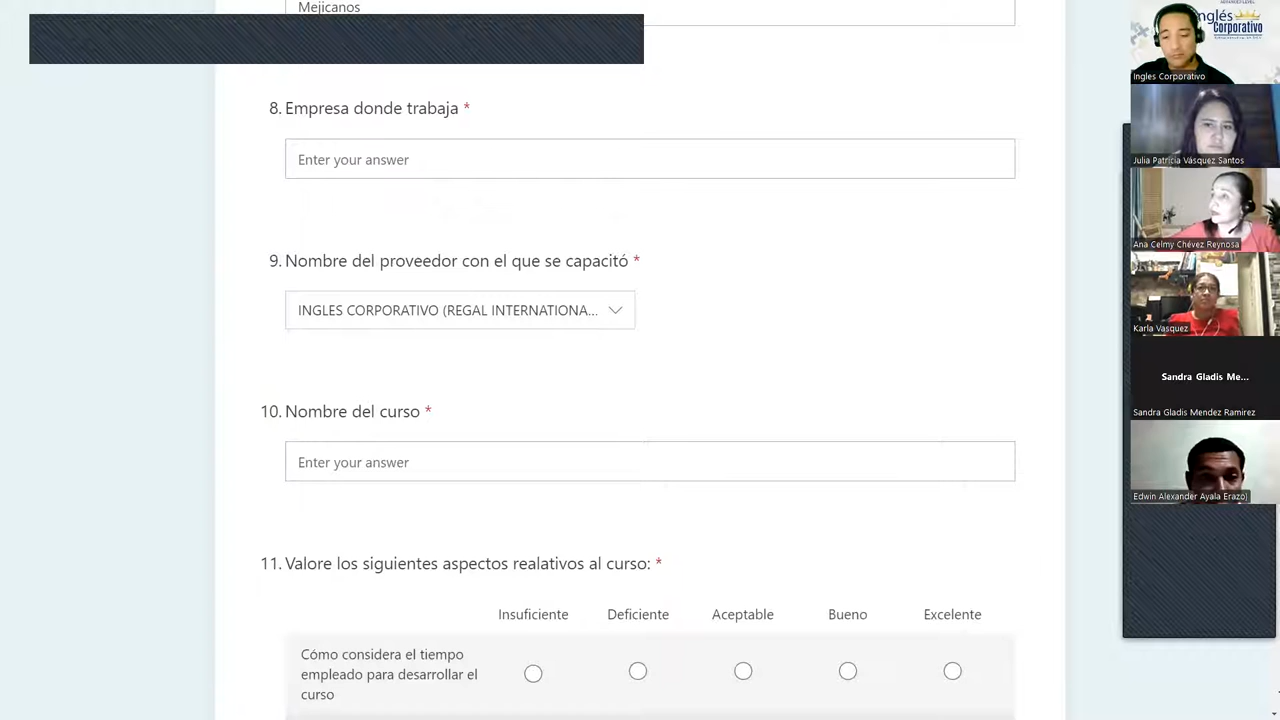 Mejicanos
8. Empresa donde trabaja *
Enter your answer
9. Nombre del proveedor con el que se capacitó *
INGLES CORPORATIVO (REGAL INTERNATIONA...
10. Nombre del curso *
Enter your answer
11. Valore los siguientes aspectos realativos al curso: *
Insuficiente Deficiente Aceptable Bueno Excelente
Cómo considera el tiempo
empleado para desarrollar el
curso
Inglés
Corporativo
Ingles Corporativo
Julia Patricia Vásquez Santos
Ana Celmy Chévez Reynosa
Karla Vasquez
Sandra Gladis Me...
Sandra Gladis Mendez Ramirez
Edwin Alexander Ayala Erazo